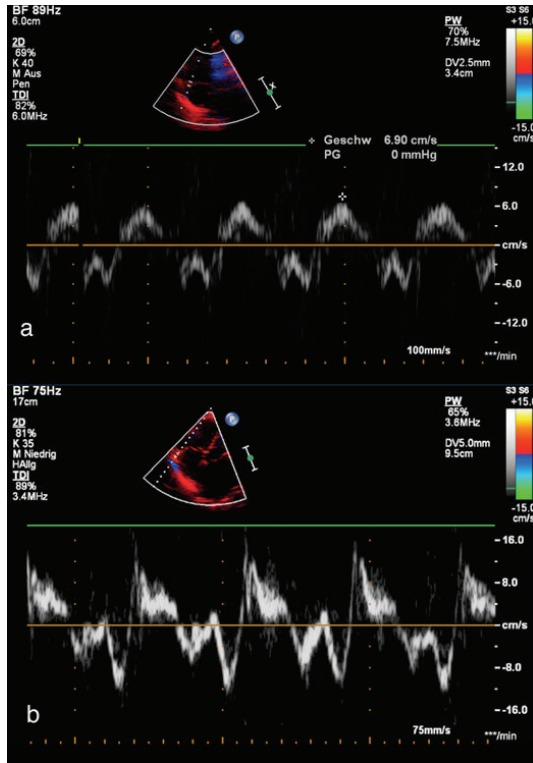 BF 89Hz
6.0cm
2D
69%
K 40
M Aus
Pen
TDI
82%
6.0MHz
PW
70%
7.5MHz
DV2.5mm
3.4cm
S3 S6
+15.0
-15.0
cm/s
x
P
Geschw 6.90 cm/s
PG 0 mmHg
12.0
6.0
cm/s
-6.0
-12.0
a
100mm/s
***/min
BF 75Hz
17cm
2D
81%
K 35
M Niedrig
HAllg
TDI
89%
3.4MHz
PW
65%
3.6MHz
DV5.0mm
9.5cm
S3 S6
+15.0
-15.0
cm/s
P
16.0
8.0
cm/s
-8.0
-16.0
b
75mm/s
***/min